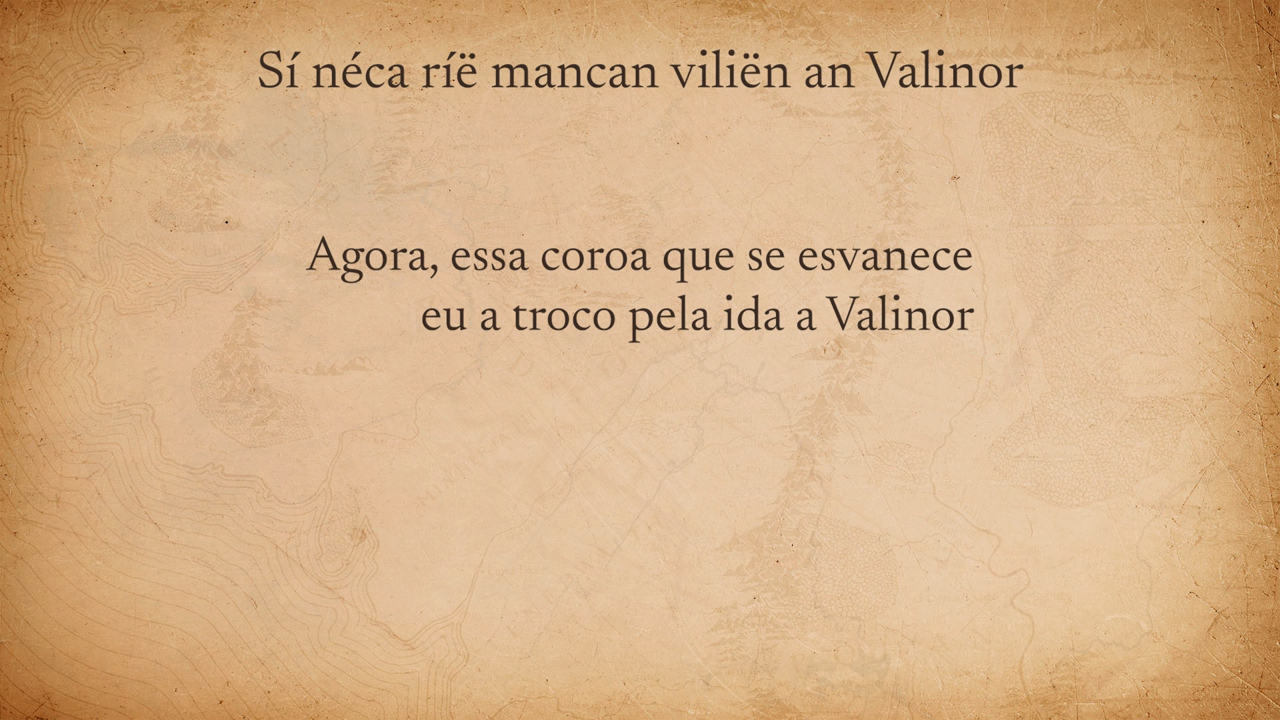 Sí néca ríë mancan viliën an Valinor
Agora, essa coroa que se esvanece
eu a troco pela ida a Valinor